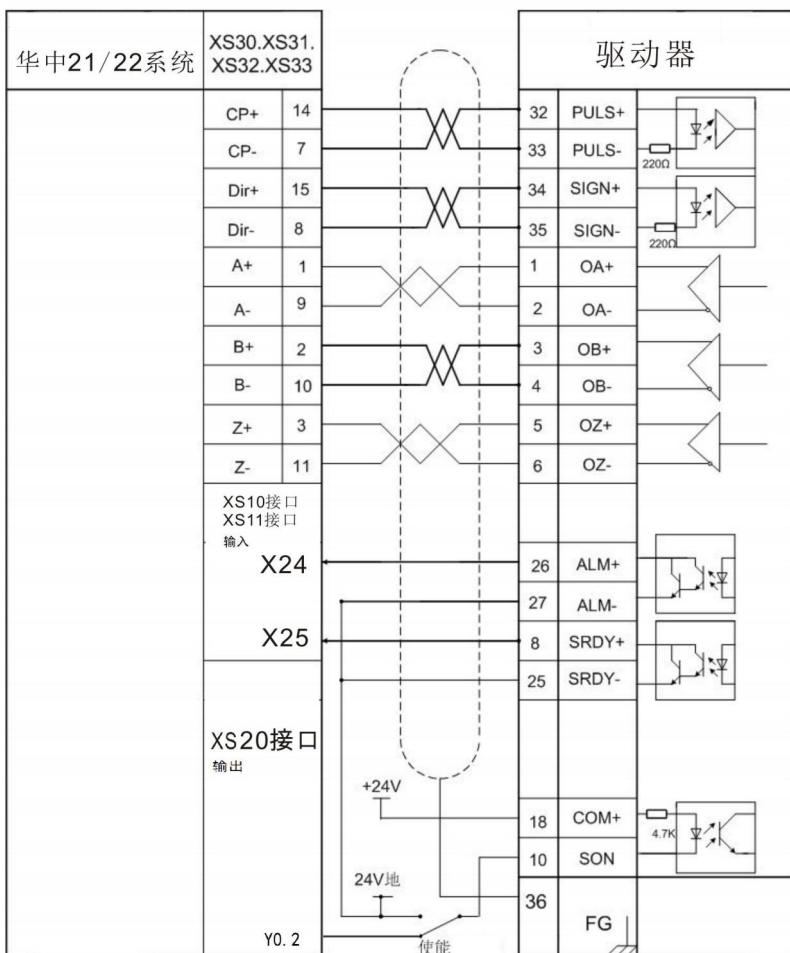 华中21/22系统
XS30.XS31.
XS32.XS33
驱动器
CP+ 14 32 PULS+
CP- 7 33 PULS-
220Ω
Dir+ 15 34 SIGN+
Dir- 8 35 SIGN-
220Ω
A+ 1 1 OA+
A- 9 2 OA-
B+ 2 3 OB+
B- 10 4 OB-
Z+ 3 5 OZ+
Z- 11 6 OZ-
XS10接口
XS11接口
输入
X24 26 ALM+
27 ALM-
X25 8 SRDY+
25 SRDY-
XS20接口
输出
+24V
18 COM+
4.7K
10 SON
24V地
36
FG
Y0.2
使能